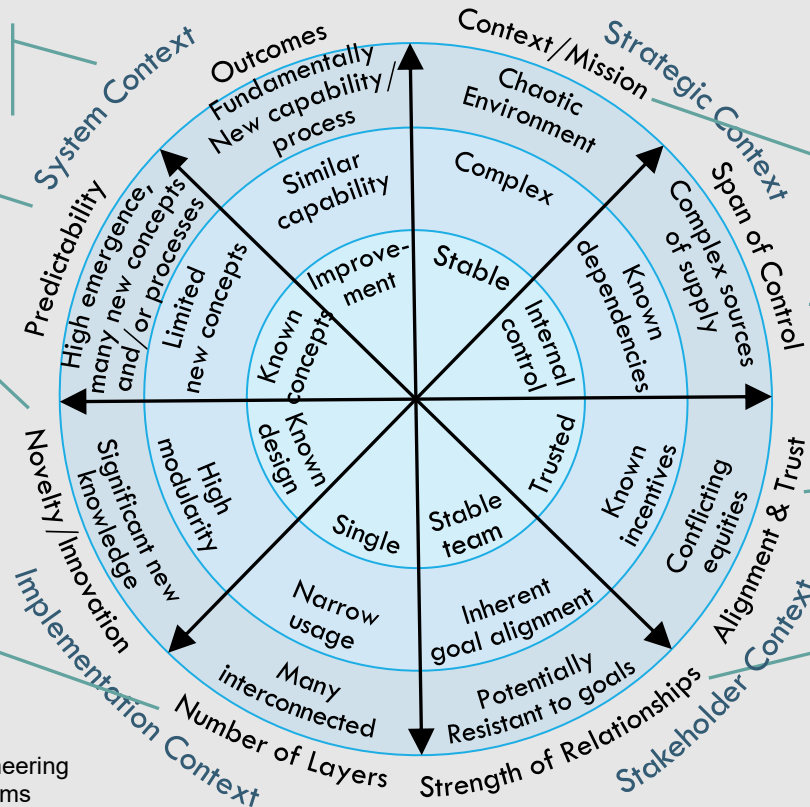 System Context
Outcomes
Fundamentally
New capability/
process
Similar
capability
Improve-
ment
Context/Mission
Chaotic
Environment
Complex
Stable
Strategic Context
Span of Control
Complex sources
of supply
Known
dependencies
Internal
control
Alignment & Trust
Conflicting
equities
Known
incentives
Trusted
Stakeholder Context
Strength of Relationships
Potentially
Resistant to goals
Inherent
goal alignment
Stable
team
Number of Layers
Many
interconnected
Narrow
usage
Single
Implementation Context
Novelty/Innovation
Significant new
knowledge
High
modularity
Known
design
Predictability
High emergence,
many new concepts
and/or processes
Limited
new concepts
Known
concepts
neering
ms